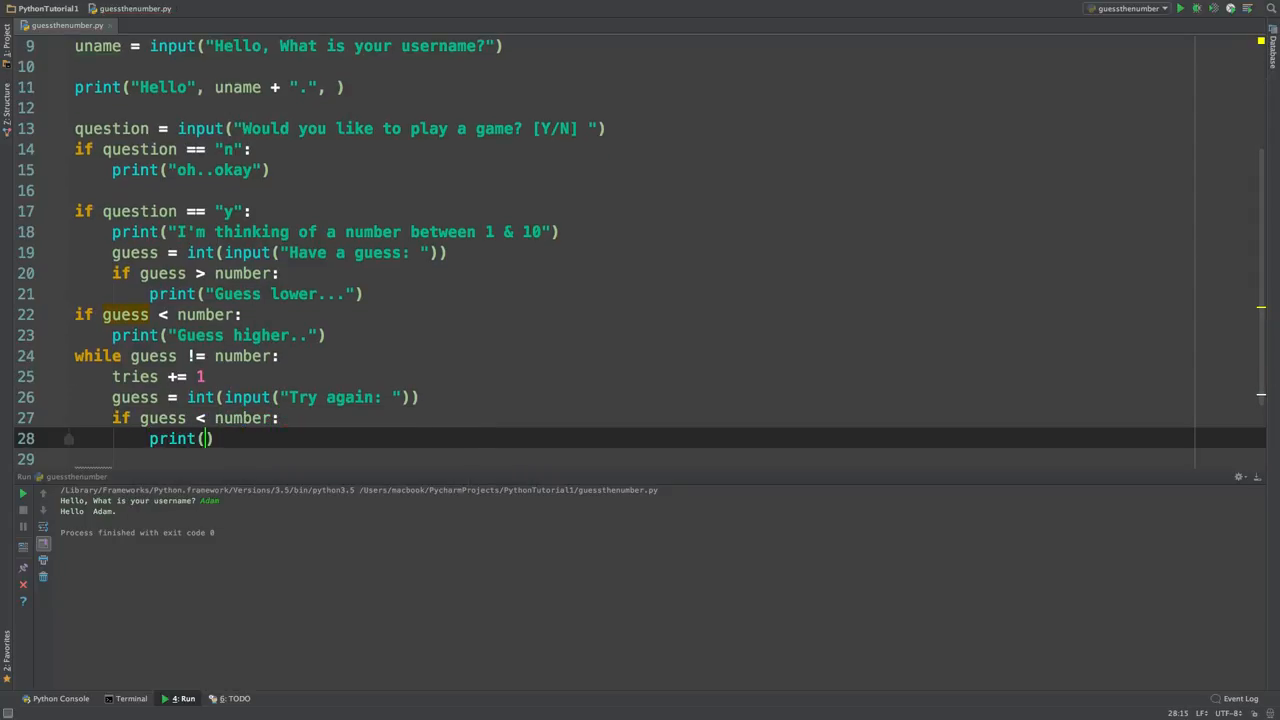 PythonTutorial1 guessthenumber.py guessthenumber
guessthenumber.py
1: Project
Z: Structure
2: Favorites
Database
9 uname = input("Hello, What is your username?")
10
11 print("Hello", uname + ".", )
12
13 question = input("Would you like to play a game? [Y/N] ")
14 if question == "n":
15 print("oh..okay")
16
17 if question == "y":
18 print("I'm thinking of a number between 1 & 10")
19 guess = int(input("Have a guess: "))
20 if guess > number:
21 print("Guess lower...")
22 if guess < number:
23 print("Guess higher..")
24 while guess != number:
25 tries += 1
26 guess = int(input("Try again: "))
27 if guess < number:
28 print()
29
Run guessthenumber
/Library/Frameworks/Python.framework/Versions/3.5/bin/python3.5 /Users/macbook/PycharmProjects/PythonTutorial1/guessthenumber.py
Hello, What is your username? Adam
Hello  Adam.
Process finished with exit code 0
Python Console Terminal 4: Run 6: TODO Event Log
28:15 LF÷ UTF-8÷